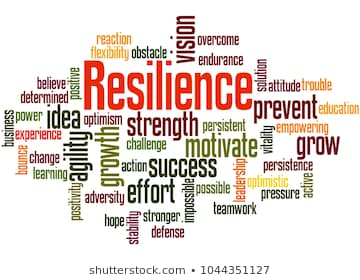 reaction
vision
overcome
flexibility
obstacle
endurance
believe
positive
Resilience
solution
attitude
trouble
determined
power
idea
optimism
strength
persistent
prevent
education
business
experience
agility
growth
challenge
motivate
vitality
empowering
grow
bounce
change
action
success
persistence
learning
positivity
adversity
effort
impossible
possible
leadership
optimistic
pressure
active
hope
stability
stronger
teamwork
defense
shutterstock.com • 1044351127